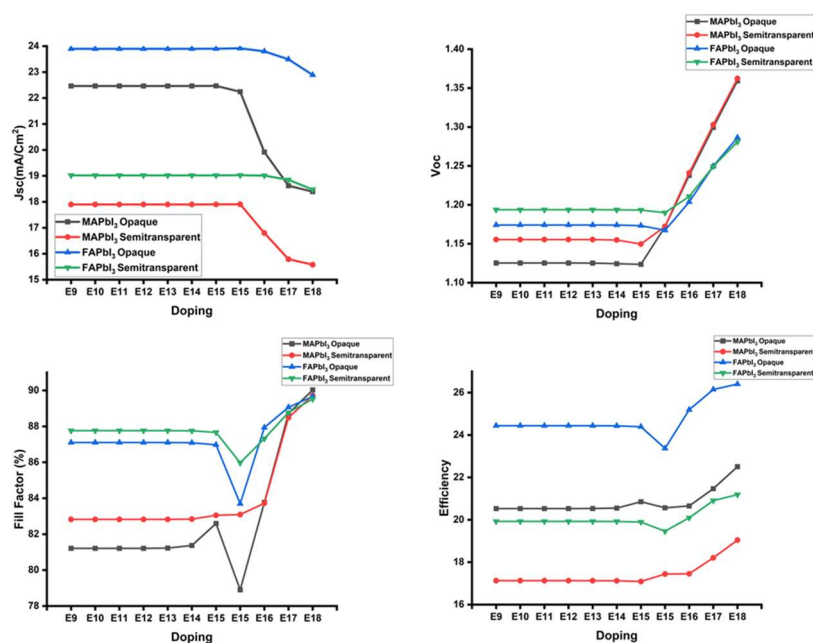 24
23
22
21
20
19
18
17
16
15
Jsc(mA/Cm²)
MAPbI₃ Opaque
MAPbI₃ Semitransparent
FAPbI₃ Opaque
FAPbI₃ Semitransparent
E9 E10 E11 E12 E13 E14 E15 E15 E16 E17 E18
Doping
MAPbI₃ Opaque
MAPbI₃ Semitransparent
FAPbI₃ Opaque
FAPbI₃ Semitransparent
1.40
1.35
1.30
1.25
1.20
1.15
1.10
Voc
E9 E10 E11 E12 E13 E14 E15 E15 E16 E17 E18
Doping
MAPbI₃ Opaque
MAPbI₃ Semitransparent
FAPbI₃ Opaque
FAPbI₃ Semitransparent
90
88
86
84
82
80
78
Fill Factor (%)
E9 E10 E11 E12 E13 E14 E15 E15 E16 E17 E18
Doping
MAPbI₃ Opaque
MAPbI₃ Semitransparent
FAPbI₃ Opaque
FAPbI₃ Semitransparent
26
24
22
20
18
16
Efficiency
E9 E10 E11 E12 E13 E14 E15 E15 E16 E17 E18
Doping